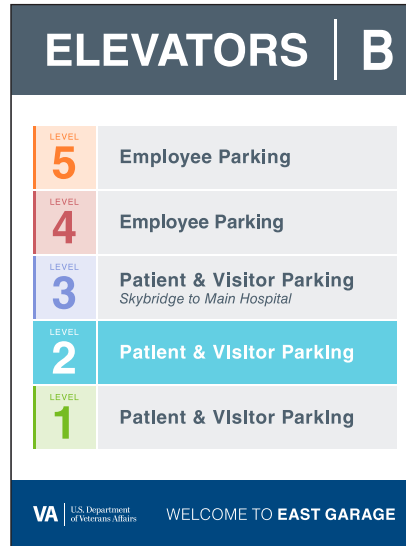 ELEVATORS | B
LEVEL
5
Employee Parking
LEVEL
4
Employee Parking
LEVEL
3
Patient & Visitor Parking
Skybridge to Main Hospital
LEVEL
2
Patient & Visitor Parking
LEVEL
1
Patient & Visitor Parking
VA | U.S. Department
of Veterans Affairs
WELCOME TO EAST GARAGE